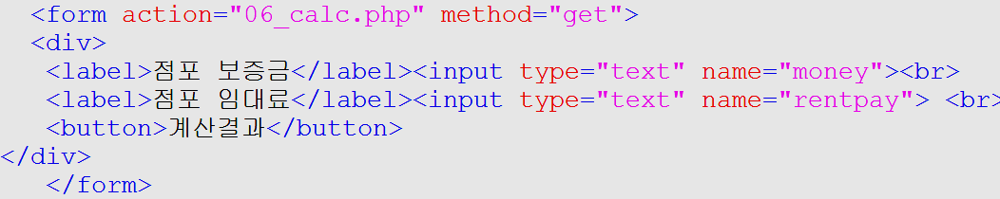 <form action="06_calc.php" method="get">
<div>
<label>점포 보증금</label><input type="text" name="money"><br>
<label>점포 임대료</label><input type="text" name="rentpay"> <br>
<button>계산결과</button>
</div>
</form>